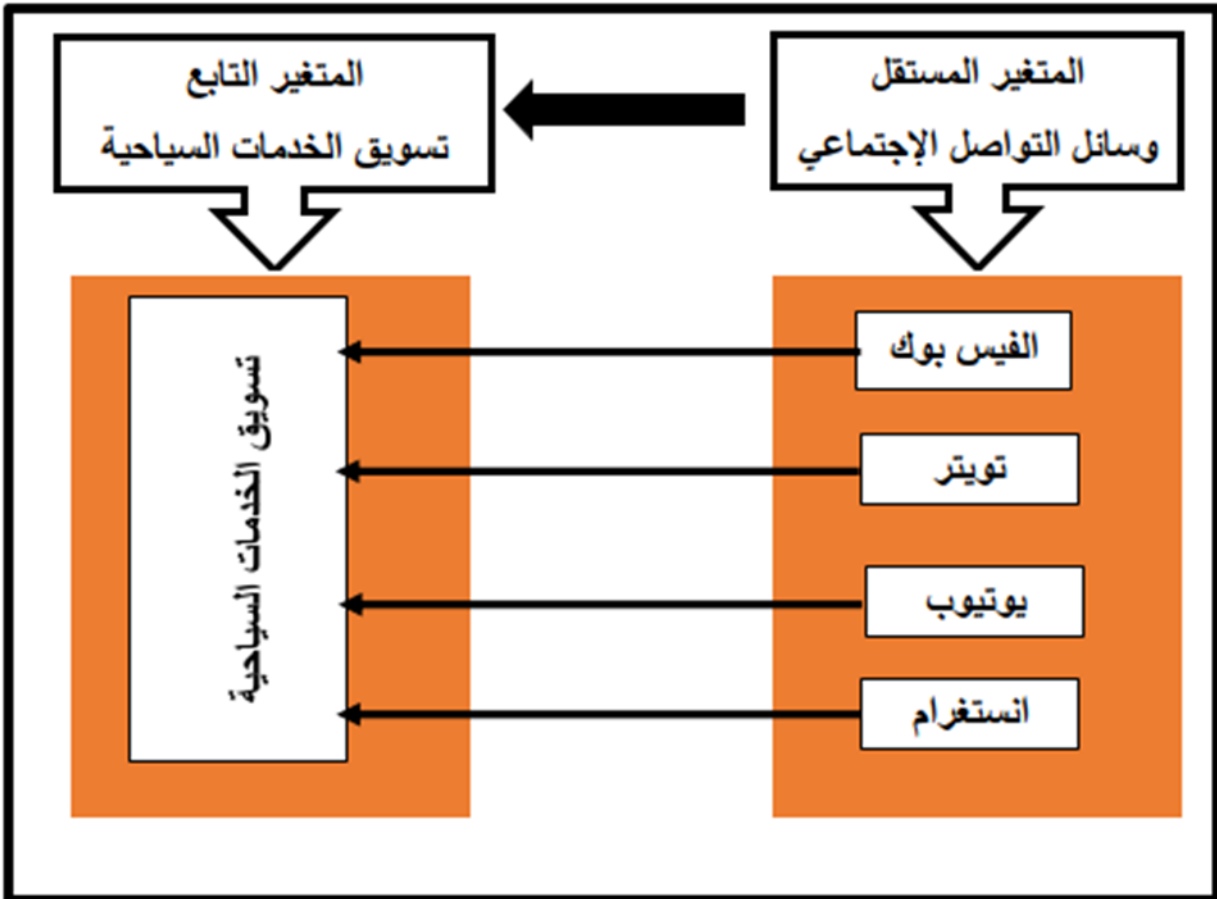 المتغير المستقل
وسائل التواصل الإجتماعي
المتغير التابع
تسويق الخدمات السياحية
الفيس بوك
تويتر
يوتيوب
انستغرام
تسويق الخدمات السياحية